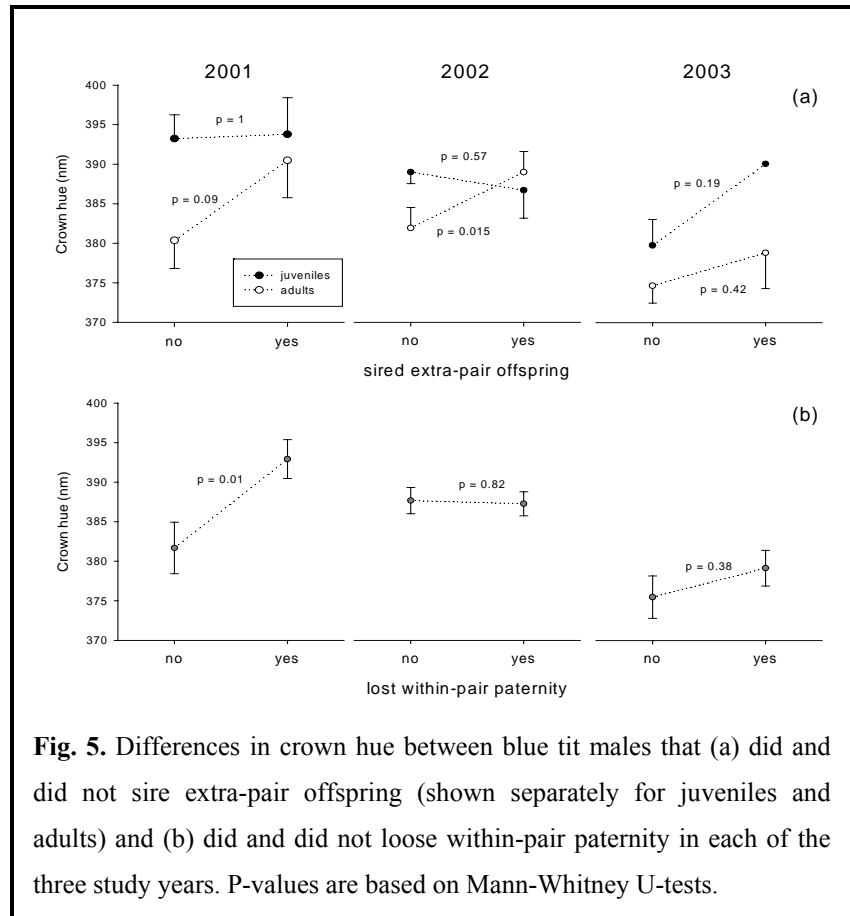 2001 2002 2003
(a)
400
395
390
385
380
375
370
Crown hue (nm)
p = 1
p = 0.09
juveniles
adults
p = 0.57
p = 0.015
p = 0.19
p = 0.42
no yes no yes no yes
sired extra-pair offspring
(b)
400
395
390
385
380
375
370
Crown hue (nm)
p = 0.01
p = 0.82
p = 0.38
no yes no yes no yes
lost within-pair paternity
Fig. 5. Differences in crown hue between blue tit males that (a) did and
did not sire extra-pair offspring (shown separately for juveniles and
adults) and (b) did and did not loose within-pair paternity in each of the
three study years. P-values are based on Mann-Whitney U-tests.